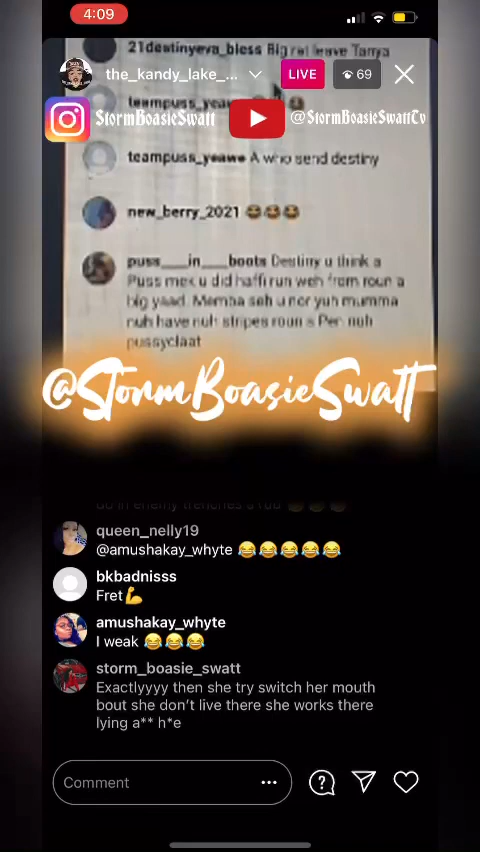 4:09
21destinyeva_bless Big rat leave Tanya
the_kandy_lake_...
LIVE
69
StormBoasieSwatt
@StormBoasieSwattTv
teampuss_yeawe A who send destiny
new_berry_2021 😂😂😂
puss___in__boots Destiny u think a
Puss mek u did haffi run weh from roun a
big yaad. Memba seh u nor yuh mumma
nuh have nuh stripes roun s Pen nuh
pussyclaat
@StormBoasieSwatt
queen_nelly19
@amushakay_whyte 😂😂😂😂😂
bkbadnisss
Fret💪
amushakay_whyte
I weak 😂😂😂
storm_boasie_swatt
Exactlyyyy then she try switch her mouth
bout she don't live there she works there
lying a** h*e
Comment